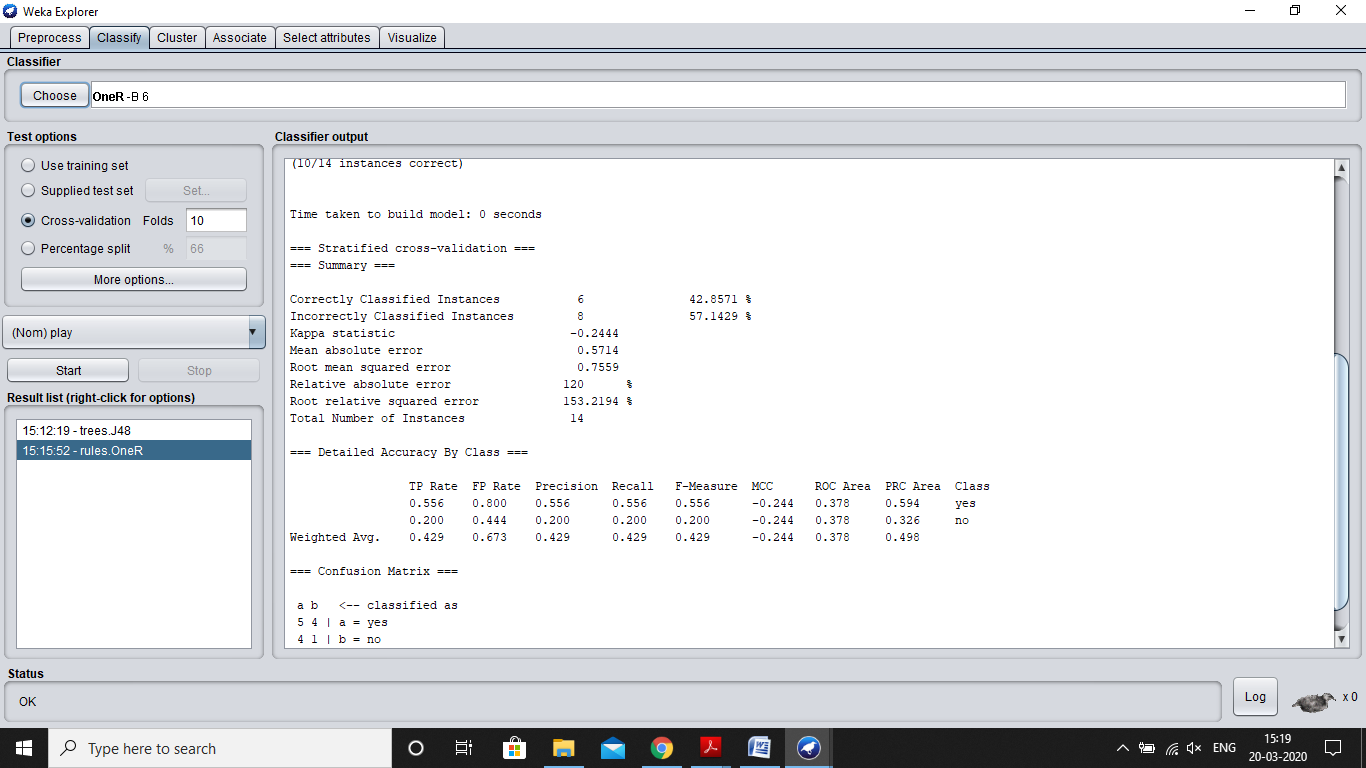 Weka Explorer
Preprocess Classify Cluster Associate Select attributes Visualize
Classifier
Choose OneR -B 6
Test options
Use training set
Supplied test set Set...
Cross-validation Folds 10
Percentage split % 66
More options...
(Nom) play
Start Stop
Result list (right-click for options)
15:12:19 - trees.J48
15:15:52 - rules.OneR
Classifier output
(10/14 instances correct)
Time taken to build model: 0 seconds
=== Stratified cross-validation ===
=== Summary ===
Correctly Classified Instances 6 42.8571 %
Incorrectly Classified Instances 8 57.1429 %
Kappa statistic -0.2444
Mean absolute error 0.5714
Root mean squared error 0.7559
Relative absolute error 120 %
Root relative squared error 153.2194 %
Total Number of Instances 14
=== Detailed Accuracy By Class ===
TP Rate FP Rate Precision Recall F-Measure MCC ROC Area PRC Area Class
0.556 0.800 0.556 0.556 0.556 -0.244 0.378 0.594 yes
0.200 0.444 0.200 0.200 0.200 -0.244 0.378 0.326 no
Weighted Avg. 0.429 0.673 0.429 0.429 0.429 -0.244 0.378 0.498
=== Confusion Matrix ===
a b <-- classified as
5 4 | a = yes
4 1 | b = no
Status
OK
Log x 0
Type here to search
ENG
15:19
20-03-2020